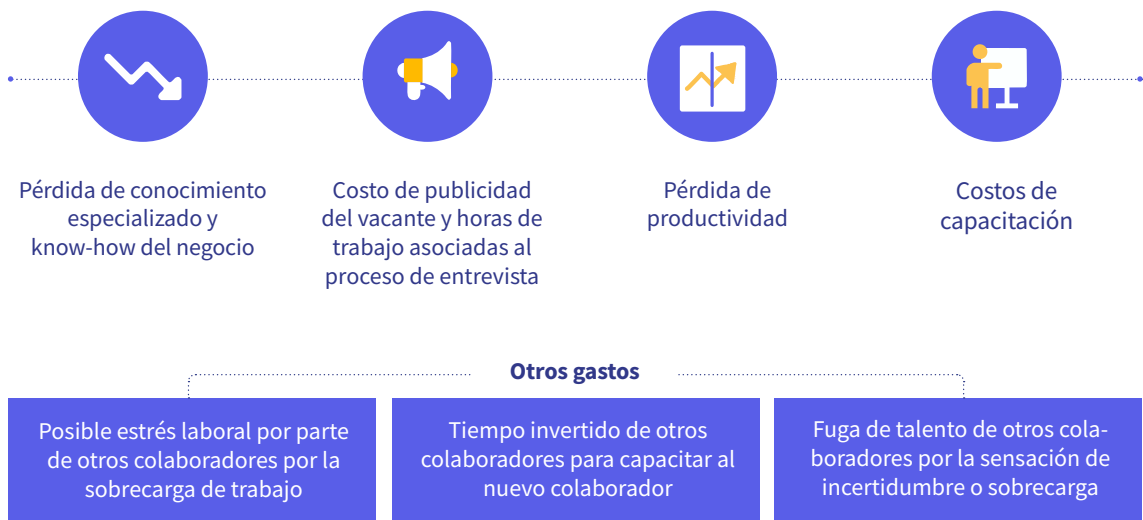 Pérdida de conocimiento
especializado y
know-how del negocio
Costo de publicidad
del vacante y horas de
trabajo asociadas al
proceso de entrevista
Pérdida de
productividad
Costos de
capacitación
Otros gastos
Posible estrés laboral por parte
de otros colaboradores por la
sobrecarga de trabajo
Tiempo invertido de otros
colaboradores para capacitar al
nuevo colaborador
Fuga de talento de otros cola-
boradores por la sensación de
incertidumbre o sobrecarga